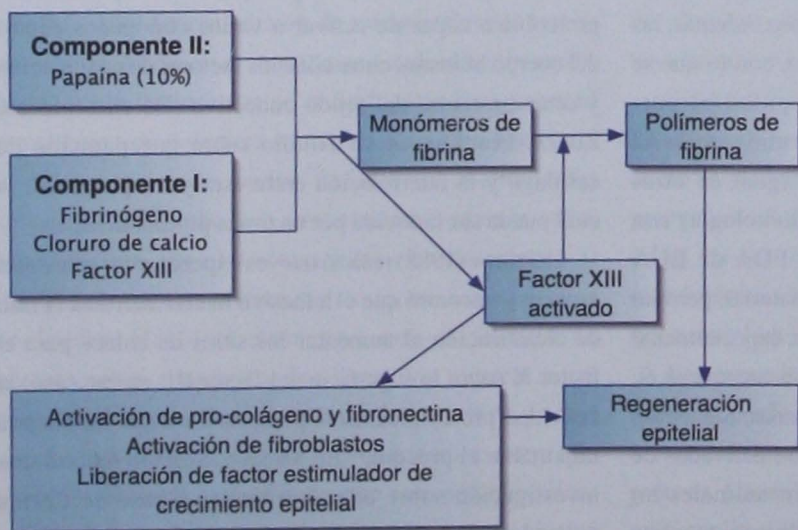 Componente II:
Papaína (10%)
Componente I:
Fibrinógeno
Cloruro de calcio
Factor XIII
Monómeros de
fibrina
Polímeros de
fibrina
Factor XIII
activado
Activación de pro-colágeno y fibronectina
Activación de fibroblastos
Liberación de factor estimulador de
crecimiento epitelial
Regeneración
epitelial